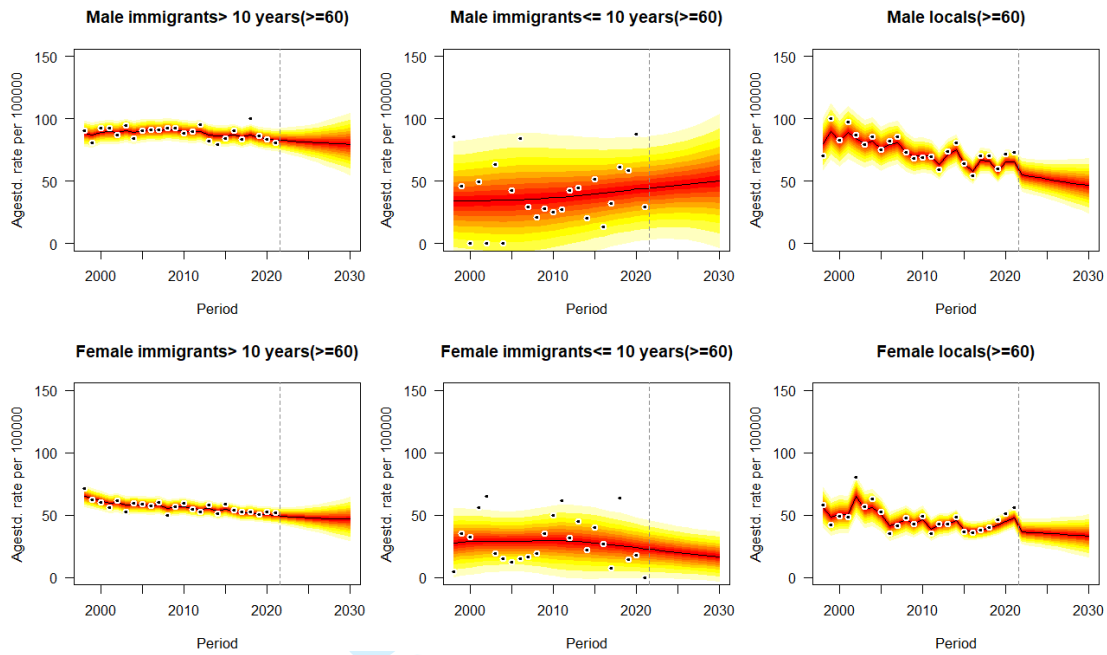 Male immigrants> 10 years(>=60)
Agestd. rate per 100000
150
100
50
0
2000
2010
2020
2030
Period
Male immigrants<= 10 years(>=60)
Agestd. rate per 100000
150
100
50
0
2000
2010
2020
2030
Period
Male locals(>=60)
Agestd. rate per 100000
150
100
50
0
2000
2010
2020
2030
Period
Female immigrants> 10 years(>=60)
Agestd. rate per 100000
150
100
50
0
2000
2010
2020
2030
Period
Female immigrants<= 10 years(>=60)
Agestd. rate per 100000
150
100
50
0
2000
2010
2020
2030
Period
Female locals(>=60)
Agestd. rate per 100000
150
100
50
0
2000
2010
2020
2030
Period